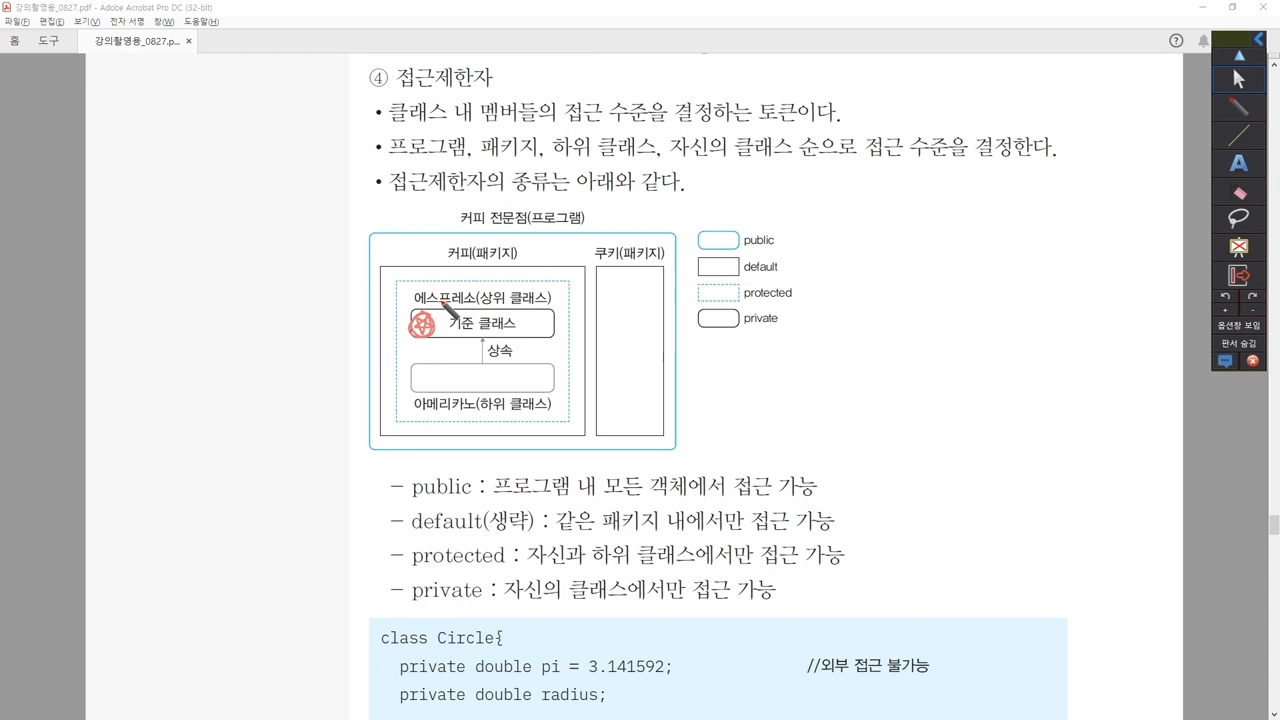 강의촬영용_0827.pdf - Adobe Acrobat Pro DC (32-bit)
파일(F) 편집(E) 보기(V) 전자 서명 창(W) 도움말(H)
홈 도구 강의촬영용_0827.p... ×
④ 접근제한자
• 클래스 내 멤버들의 접근 수준을 결정하는 토큰이다.
• 프로그램, 패키지, 하위 클래스, 자신의 클래스 순으로 접근 수준을 결정한다.
• 접근제한자의 종류는 아래와 같다.
커피 전문점(프로그램)
커피(패키지) 쿠키(패키지)
에스프레소(상위 클래스)
기준 클래스
상속
아메리카노(하위 클래스)
public
default
protected
private
– public : 프로그램 내 모든 객체에서 접근 가능
– default(생략) : 같은 패키지 내에서만 접근 가능
– protected : 자신과 하위 클래스에서만 접근 가능
– private : 자신의 클래스에서만 접근 가능
class Circle{
private double pi = 3.141592; //외부 접근 불가능
private double radius;
A
+ -
옵션창 보임
판서 숨김